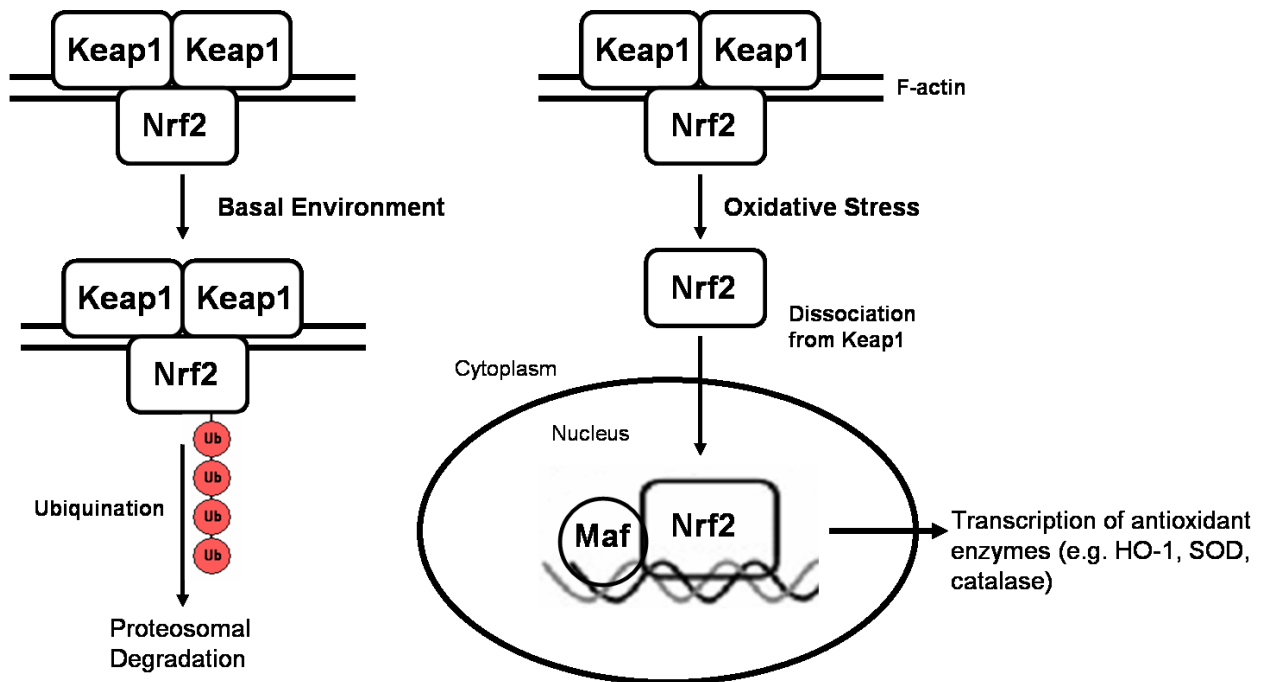 Keap1 Keap1
Nrf2
Basal Environment
Keap1 Keap1
Nrf2
Ub
Ub
Ub
Ub
Ubiquination
Proteosomal
Degradation
Keap1 Keap1
F-actin
Nrf2
Oxidative Stress
Nrf2
Dissociation
from Keap1
Cytoplasm
Nucleus
Maf
Nrf2
Transcription of antioxidant
enzymes (e.g. HO-1, SOD,
catalase)